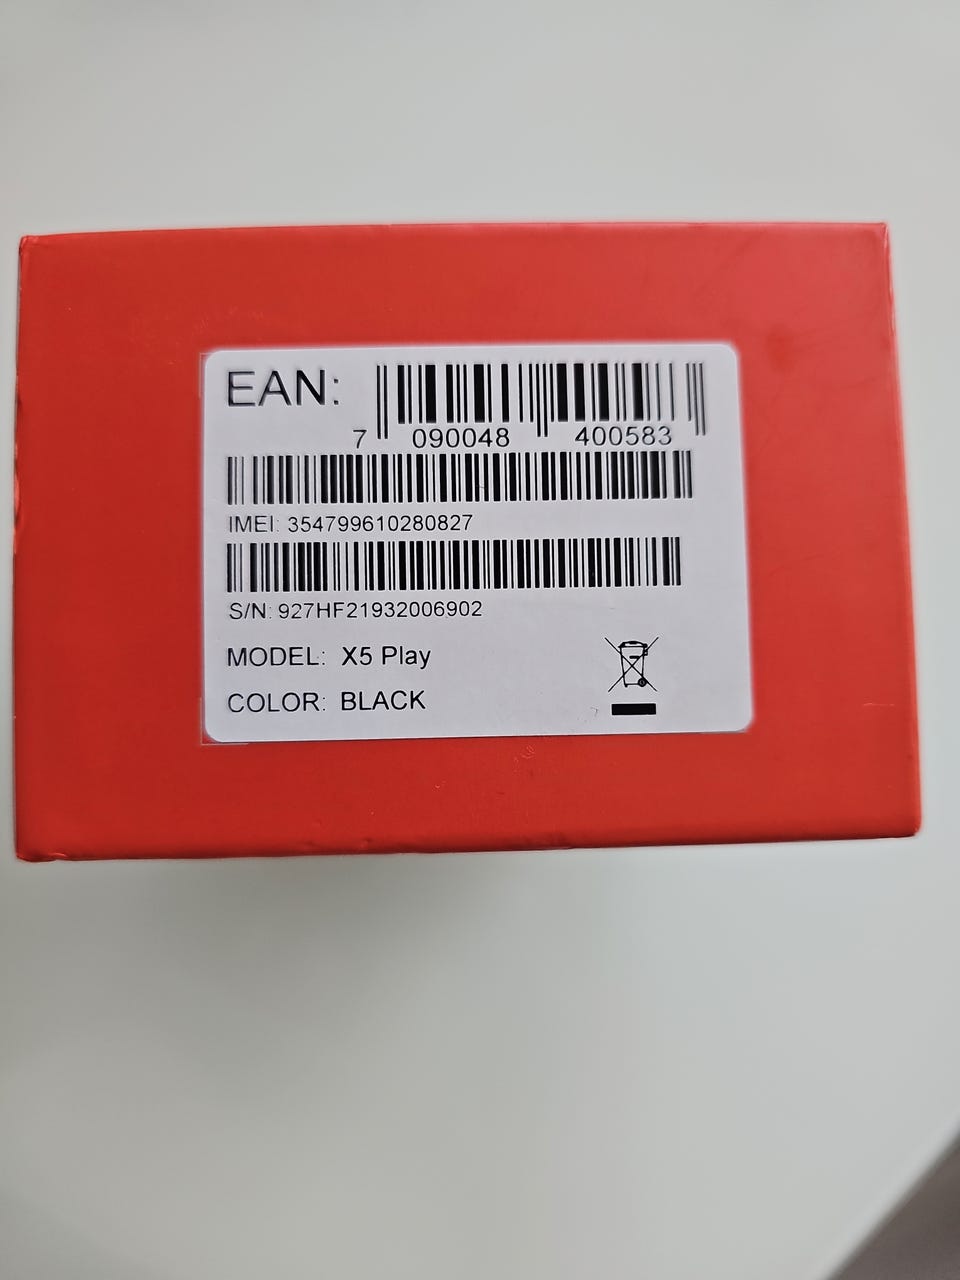 EAN:
7 090048 400583
IMEI: 354799610280827
S/N: 927HF21932006902
MODEL: X5 Play
COLOR: BLACK